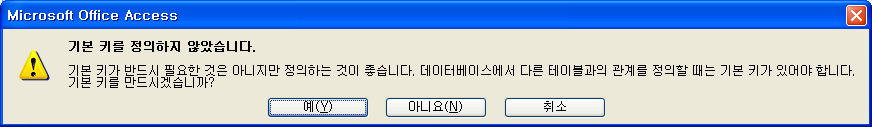 Microsoft Office Access
기본 키를 정의하지 않았습니다.
기본 키가 반드시 필요한 것은 아니지만 정의하는 것이 좋습니다. 데이터베이스에서 다른 테이블과의 관계를 정의할 때는 기본 키가 있어야 합니다.
기본 키를 만드시겠습니까?
예(Y) 아니요(N) 취소